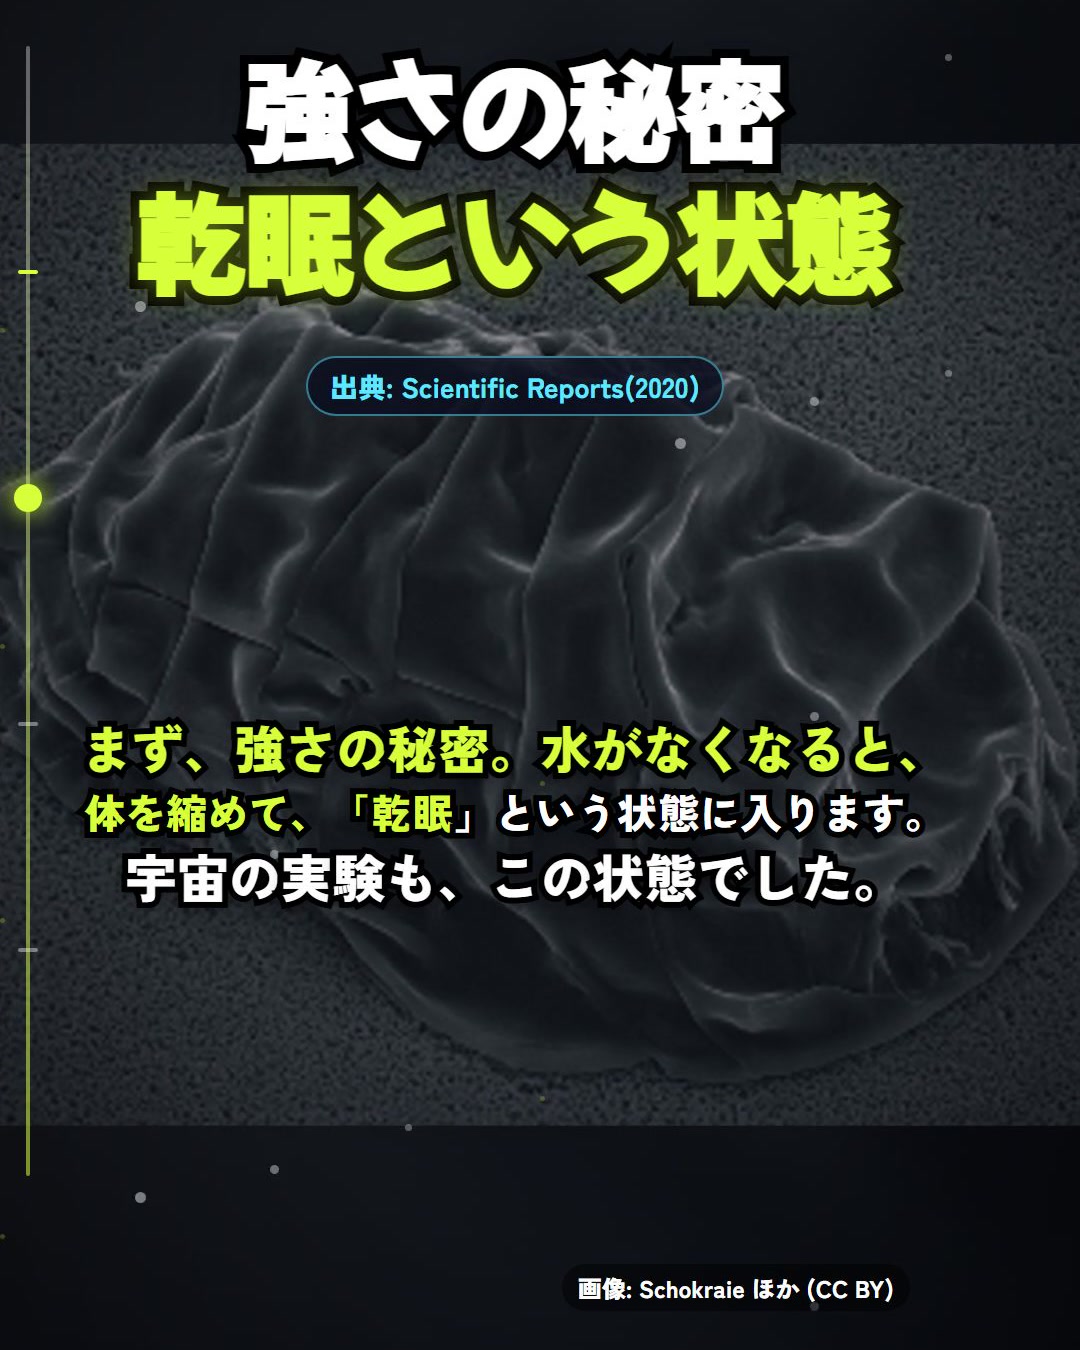 強さの秘密
乾眠という状態
出典: Scientific Reports(2020)
まず、強さの秘密。水がなくなると、
体を縮めて、「乾眠」という状態に入ります。
宇宙の実験も、この状態でした。
画像: Schokraie ほか (CC BY)